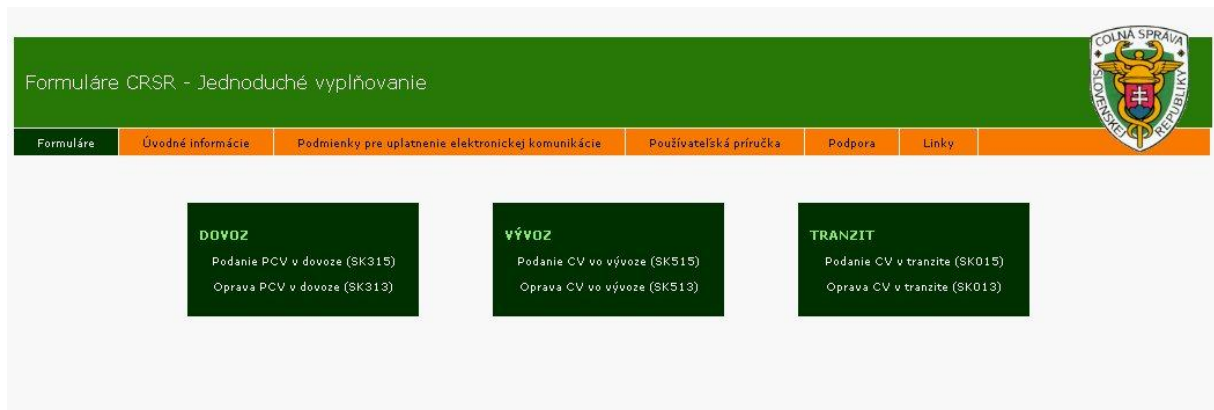 COLNÁ SPRÁVA
SLOVENSKEJ REPUBLIKY
Formuláre CRSR - Jednoduché vyplňovanie
Formuláre Úvodné informácie Podmienky pre uplatnenie elektronickej komunikácie Používateľská príručka Podpora Linky
DOVOZ
Podanie PCV v dovoze (SK315)
Oprava PCV v dovoze (SK313)
VÝVOZ
Podanie CV vo vývoze (SK515)
Oprava CV vo vývoze (SK513)
TRANZIT
Podanie CV v tranzite (SK015)
Oprava CV v tranzite (SK013)